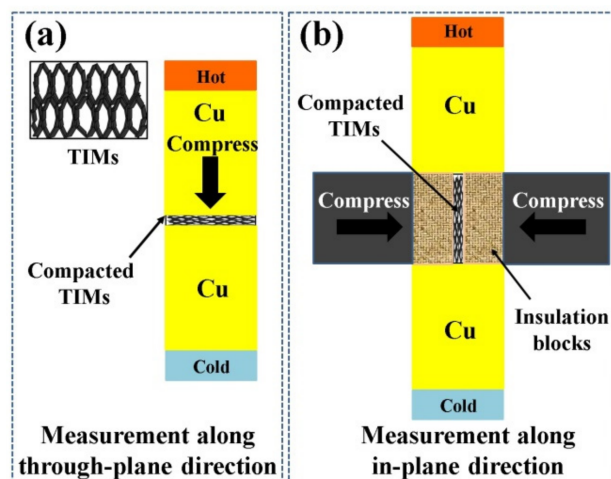 (a)
TIMs
Hot
Cu
Compress
Compacted
TIMs
Cu
Cold
Measurement along
through-plane direction
(b)
Hot
Compacted
TIMs
Cu
Compress
Compress
Cu
Insulation
blocks
Cold
Measurement along
in-plane direction